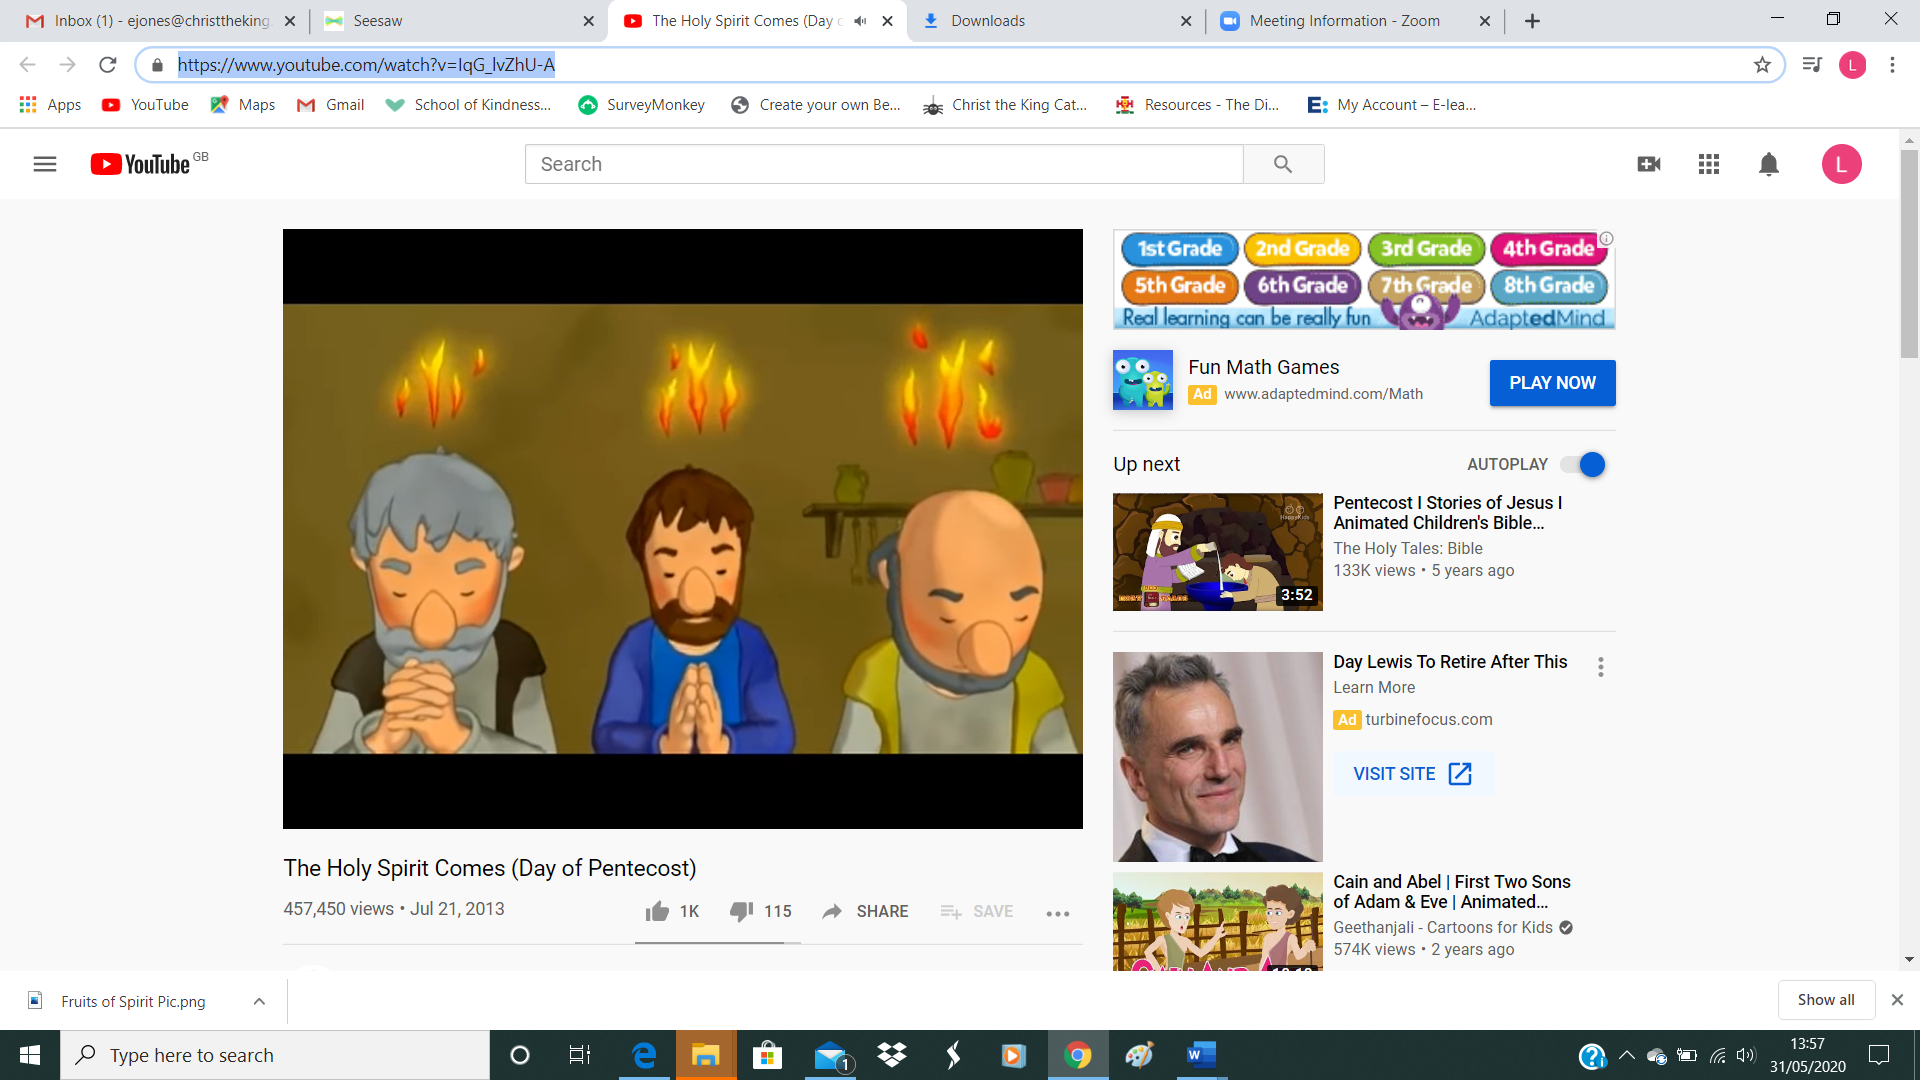 Inbox (1) - ejones@christtheking
Seesaw
The Holy Spirit Comes (Day o
Downloads
Meeting Information - Zoom
https://www.youtube.com/watch?v=IqG_lvZhU-A
L
Apps
YouTube
Maps
Gmail
School of Kindness...
SurveyMonkey
Create your own Be...
Christ the King Cat...
Resources - The Di...
My Account – E-lea...
YouTube GB
Search
L
1st Grade 2nd Grade 3rd Grade 4th Grade
5th Grade 6th Grade 7th Grade 8th Grade
Real learning can be really fun AdaptedMind
Fun Math Games
Ad www.adaptedmind.com/Math
PLAY NOW
Up next
AUTOPLAY
Pentecost I Stories of Jesus I
Animated Children's Bible...
The Holy Tales: Bible
133K views • 5 years ago
HappyKids
3:52
Day Lewis To Retire After This
Learn More
Ad turbinefocus.com
VISIT SITE
Cain and Abel | First Two Sons
of Adam & Eve | Animated...
Geethanjali - Cartoons for Kids
574K views • 2 years ago
The Holy Spirit Comes (Day of Pentecost)
457,450 views • Jul 21, 2013
1K
115
SHARE
SAVE
Fruits of Spirit Pic.png
Show all
Type here to search
1
13:57
31/05/2020